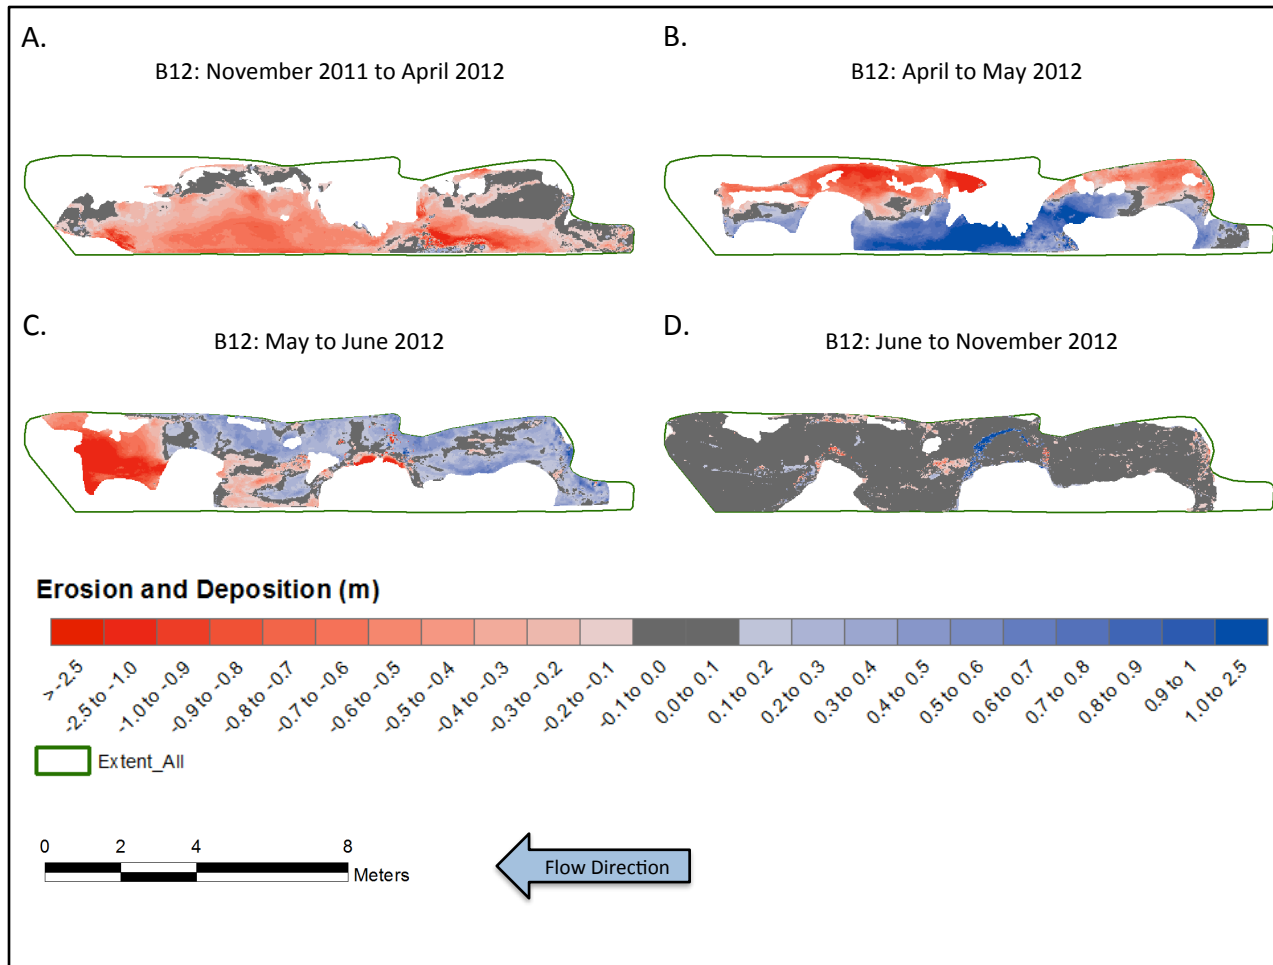 A.
B12: November 2011 to April 2012
B.
B12: April to May 2012
C.
B12: May to June 2012
D.
B12: June to November 2012
Erosion and Deposition (m)
> -2.5
-2.5 to -1.0
-1.0 to -0.9
-0.9 to -0.8
-0.8 to -0.7
-0.7 to -0.6
-0.6 to -0.5
-0.5 to -0.4
-0.4 to -0.3
-0.3 to -0.2
-0.2 to -0.1
-0.1 to 0.0
0.0 to 0.1
0.1 to 0.2
0.2 to 0.3
0.3 to 0.4
0.4 to 0.5
0.5 to 0.6
0.6 to 0.7
0.7 to 0.8
0.8 to 0.9
0.9 to 1
1.0 to 2.5
Extent_All
0 2 4 8
Meters
Flow Direction